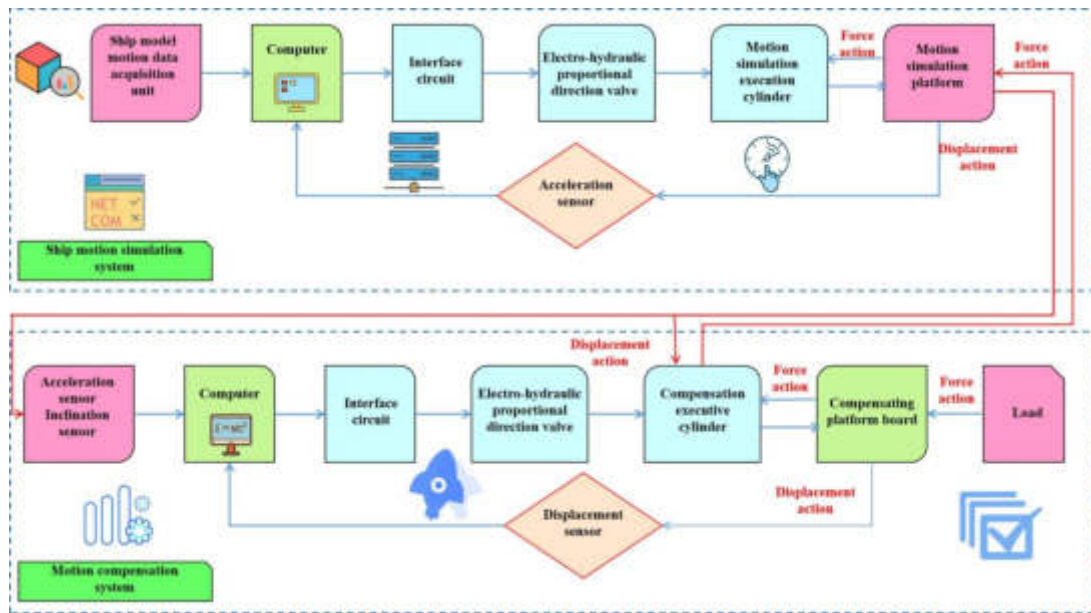 Ship model
motion data
acquisition
unit
Computer
Interface
circuit
Electro-hydraulic
proportional
direction valve
Motion
simulation
execution
cylinder
Force
action
Motion
simulation
platform
Force
action
Displacement
action
Acceleration
sensor
NET
COM
Ship motion simulation
system
Displacement
action
Acceleration
sensor
Inclination
sensor
Computer
Interface
circuit
Electro-hydraulic
proportional
direction valve
Compensation
executive
cylinder
Force
action
Compensating
platform board
Force
action
Load
Displacement
action
Displacement
sensor
Motion compensation
system